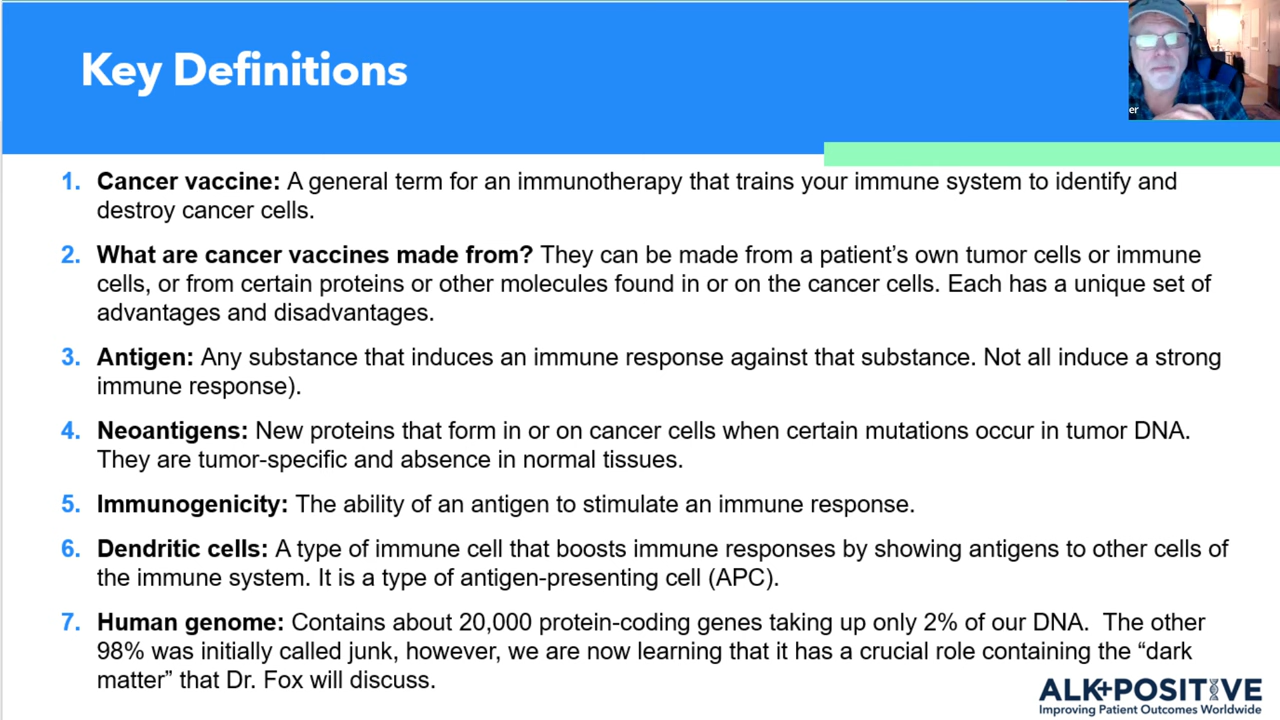 Key Definitions
er
1. Cancer vaccine: A general term for an immunotherapy that trains your immune system to identify and
destroy cancer cells.
2. What are cancer vaccines made from? They can be made from a patient’s own tumor cells or immune
cells, or from certain proteins or other molecules found in or on the cancer cells. Each has a unique set of
advantages and disadvantages.
3. Antigen: Any substance that induces an immune response against that substance. Not all induce a strong
immune response).
4. Neoantigens: New proteins that form in or on cancer cells when certain mutations occur in tumor DNA.
They are tumor-specific and absence in normal tissues.
5. Immunogenicity: The ability of an antigen to stimulate an immune response.
6. Dendritic cells: A type of immune cell that boosts immune responses by showing antigens to other cells of
the immune system. It is a type of antigen-presenting cell (APC).
7. Human genome: Contains about 20,000 protein-coding genes taking up only 2% of our DNA.  The other
98% was initially called junk, however, we are now learning that it has a crucial role containing the “dark
matter” that Dr. Fox will discuss.
ALK+POSITIVE
Improving Patient Outcomes Worldwide